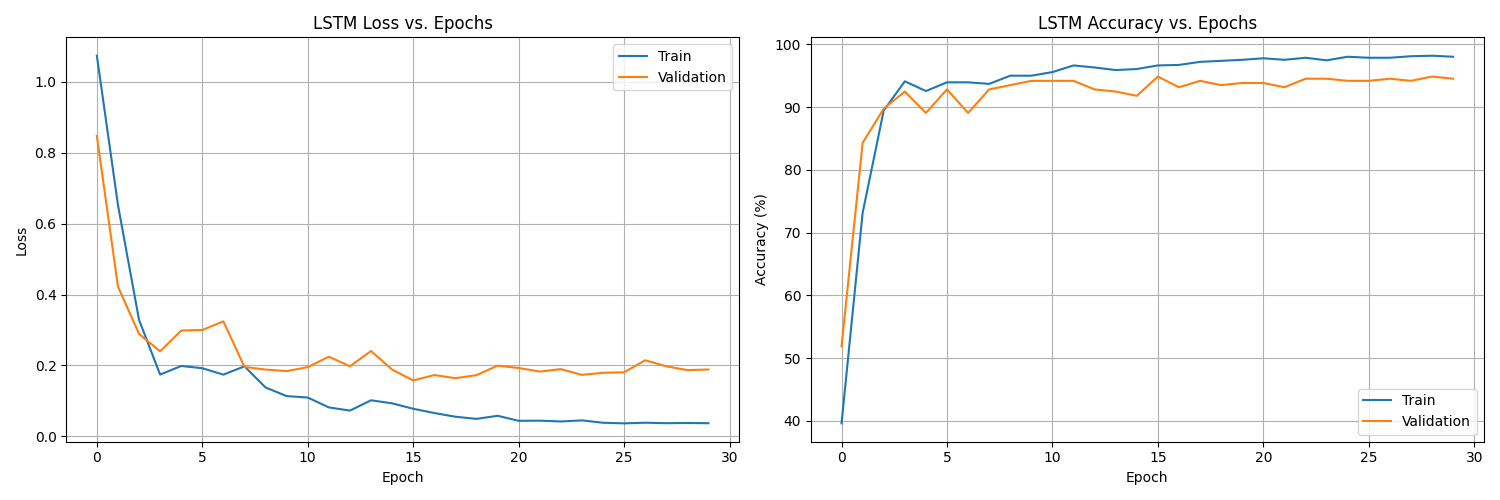 LSTM Loss vs. Epochs
Train
Validation
1.0
0.8
0.6
0.4
0.2
0.0
Loss
0 5 10 15 20 25 30
Epoch
LSTM Accuracy vs. Epochs
100
90
80
70
60
50
40
Accuracy (%)
Train
Validation
0 5 10 15 20 25 30
Epoch